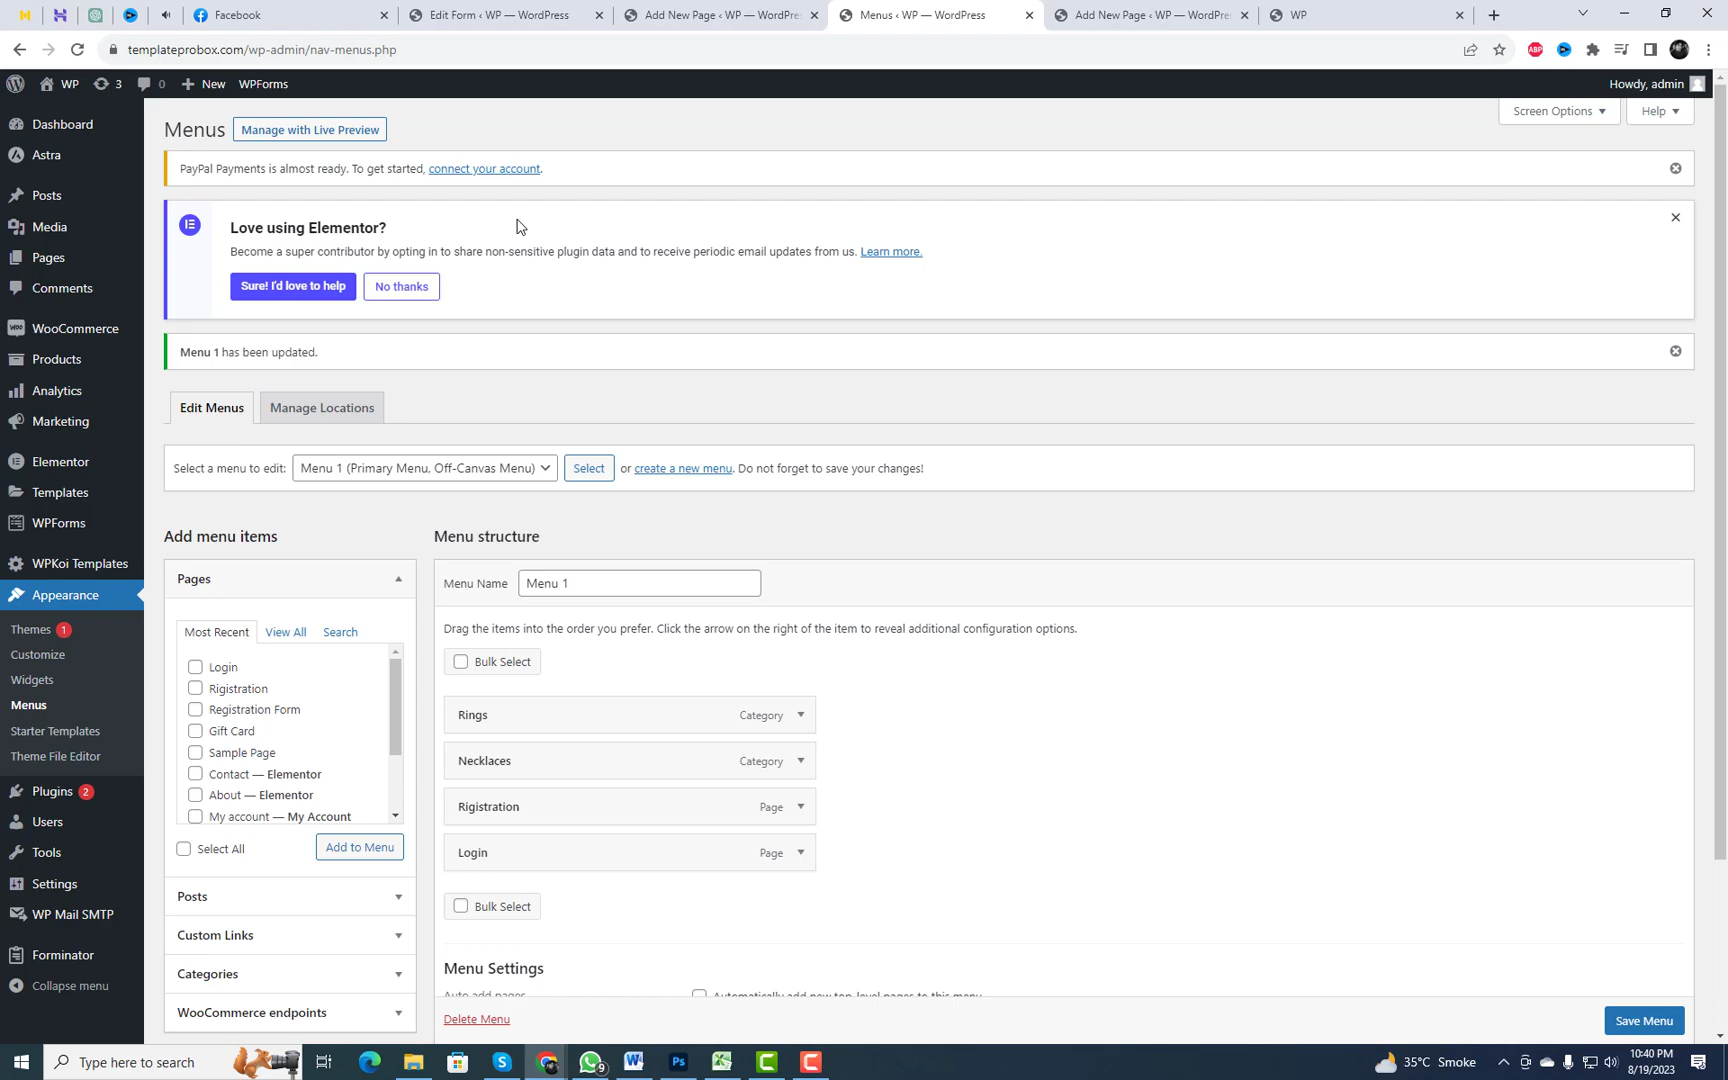 Facebook
Edit Form ‹ WP — WordPress
Add New Page ‹ WP — WordPre
Menus ‹ WP — WordPress
Add New Page ‹ WP — WordPre
WP
templateprobox.com/wp-admin/nav-menus.php
WP 3 0 New WPForms
Howdy, admin
Screen Options Help
Dashboard
Astra
Posts
Media
Pages
Comments
WooCommerce
Products
Analytics
Marketing
Elementor
Templates
WPForms
WPKoi Templates
Appearance
Themes 1
Customize
Widgets
Menus
Starter Templates
Theme File Editor
Plugins 2
Users
Tools
Settings
WP Mail SMTP
Forminator
Collapse menu
Menus Manage with Live Preview
PayPal Payments is almost ready. To get started, connect your account.
Love using Elementor?
Become a super contributor by opting in to share non-sensitive plugin data and to receive periodic email updates from us. Learn more.
Sure! I'd love to help No thanks
Menu 1 has been updated.
Edit Menus Manage Locations
Select a menu to edit: Menu 1 (Primary Menu, Off-Canvas Menu) Select or create a new menu. Do not forget to save your changes!
Add menu items
Pages
Most Recent View All Search
Login
Rigistration
Registration Form
Gift Card
Sample Page
Contact — Elementor
About — Elementor
My account — My Account
Select All Add to Menu
Posts
Custom Links
Categories
WooCommerce endpoints
Menu structure
Menu Name Menu 1
Drag the items into the order you prefer. Click the arrow on the right of the item to reveal additional configuration options.
Bulk Select
Rings Category
Necklaces Category
Rigistration Page
Login Page
Bulk Select
Menu Settings
Auto add pages Automatically add new top-level pages to this menu
Delete Menu Save Menu
Type here to search
9
35°C Smoke
10:40 PM
8/19/2023